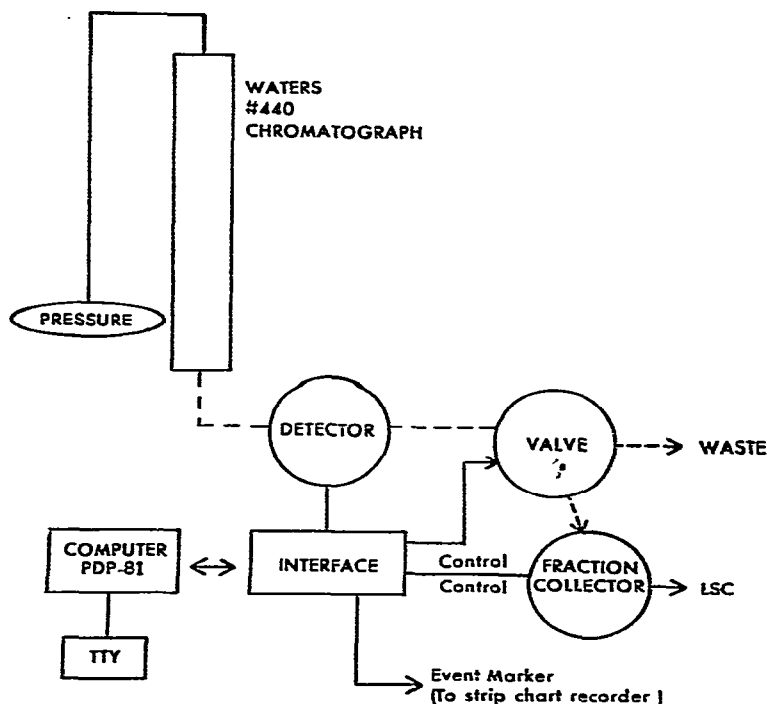 WATERS
#440
CHROMATOGRAPH
PRESSURE
DETECTOR
VALVE
WASTE
COMPUTER
PDP-81
INTERFACE
Control
Control
FRACTION
COLLECTOR
LSC
TTY
Event Marker
(To strip chart recorder )